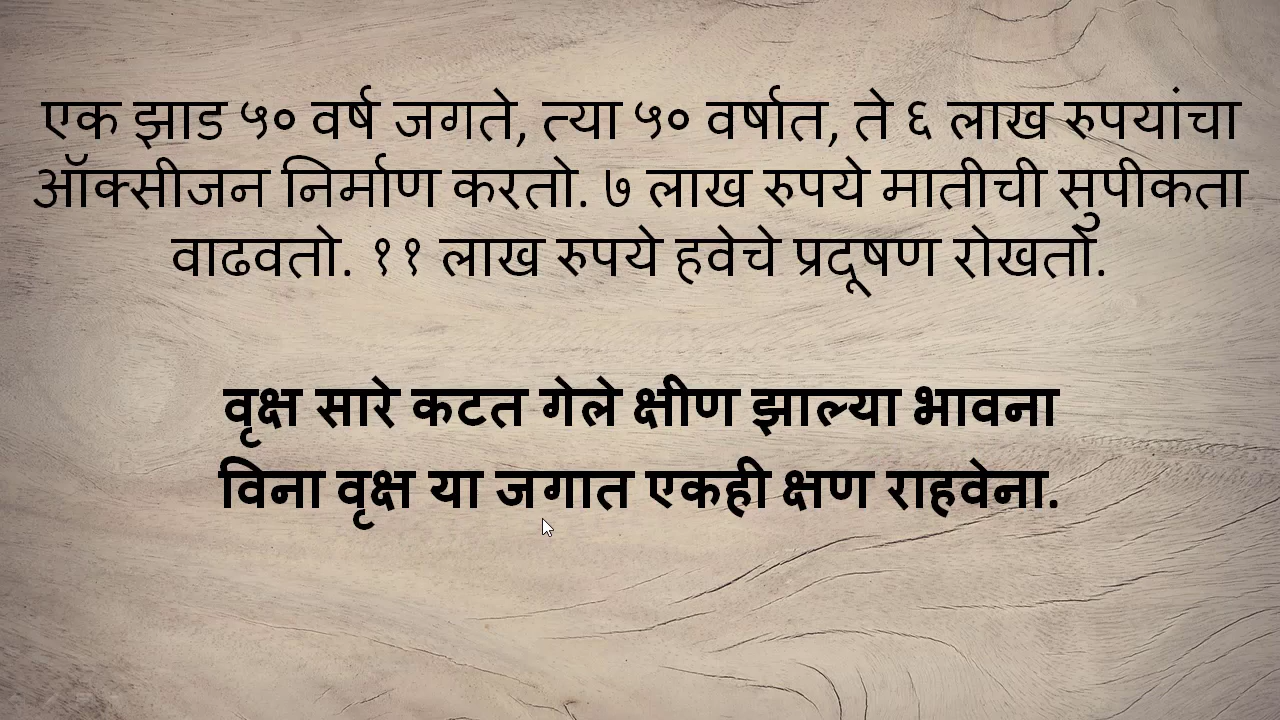 एक झाड ५० वर्ष जगते, त्या ५० वर्षात, ते ६ लाख रुपयांचा
ऑक्सीजन निर्माण करतो. ७ लाख रुपये मातीची सुपीकता
वाढवतो. ११ लाख रुपये हवेचे प्रदूषण रोखतो.
वृक्ष सारे कटत गेले क्षीण झाल्या भावना
विना वृक्ष या जगात एकही क्षण राहवेना.